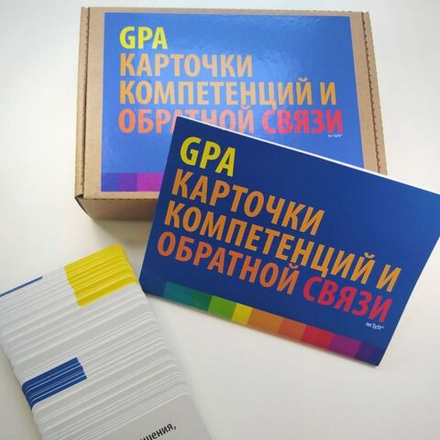 GPA
КАРТОЧКИ
КОМПЕТЕНЦИЙ И
ОБРАТНОЙ СВЯЗИ
GPA
КАРТОЧКИ
КОМПЕТЕНЦИЙ И
ОБРАТНОЙ СВЯЗИ